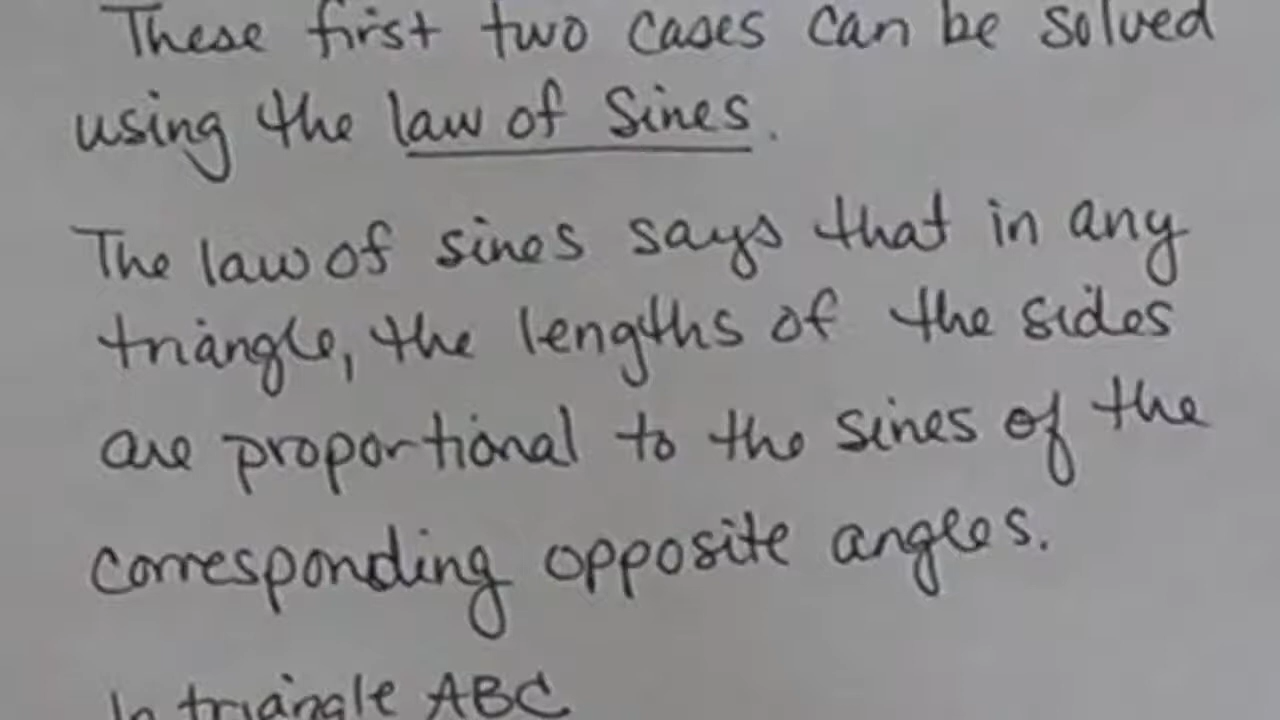 These first two cases can be solved
using the law of Sines.
The law of sines says that in any
triangle, the lengths of the sides
are proportional to the sines of the
corresponding opposite angles.
In triangle ABC